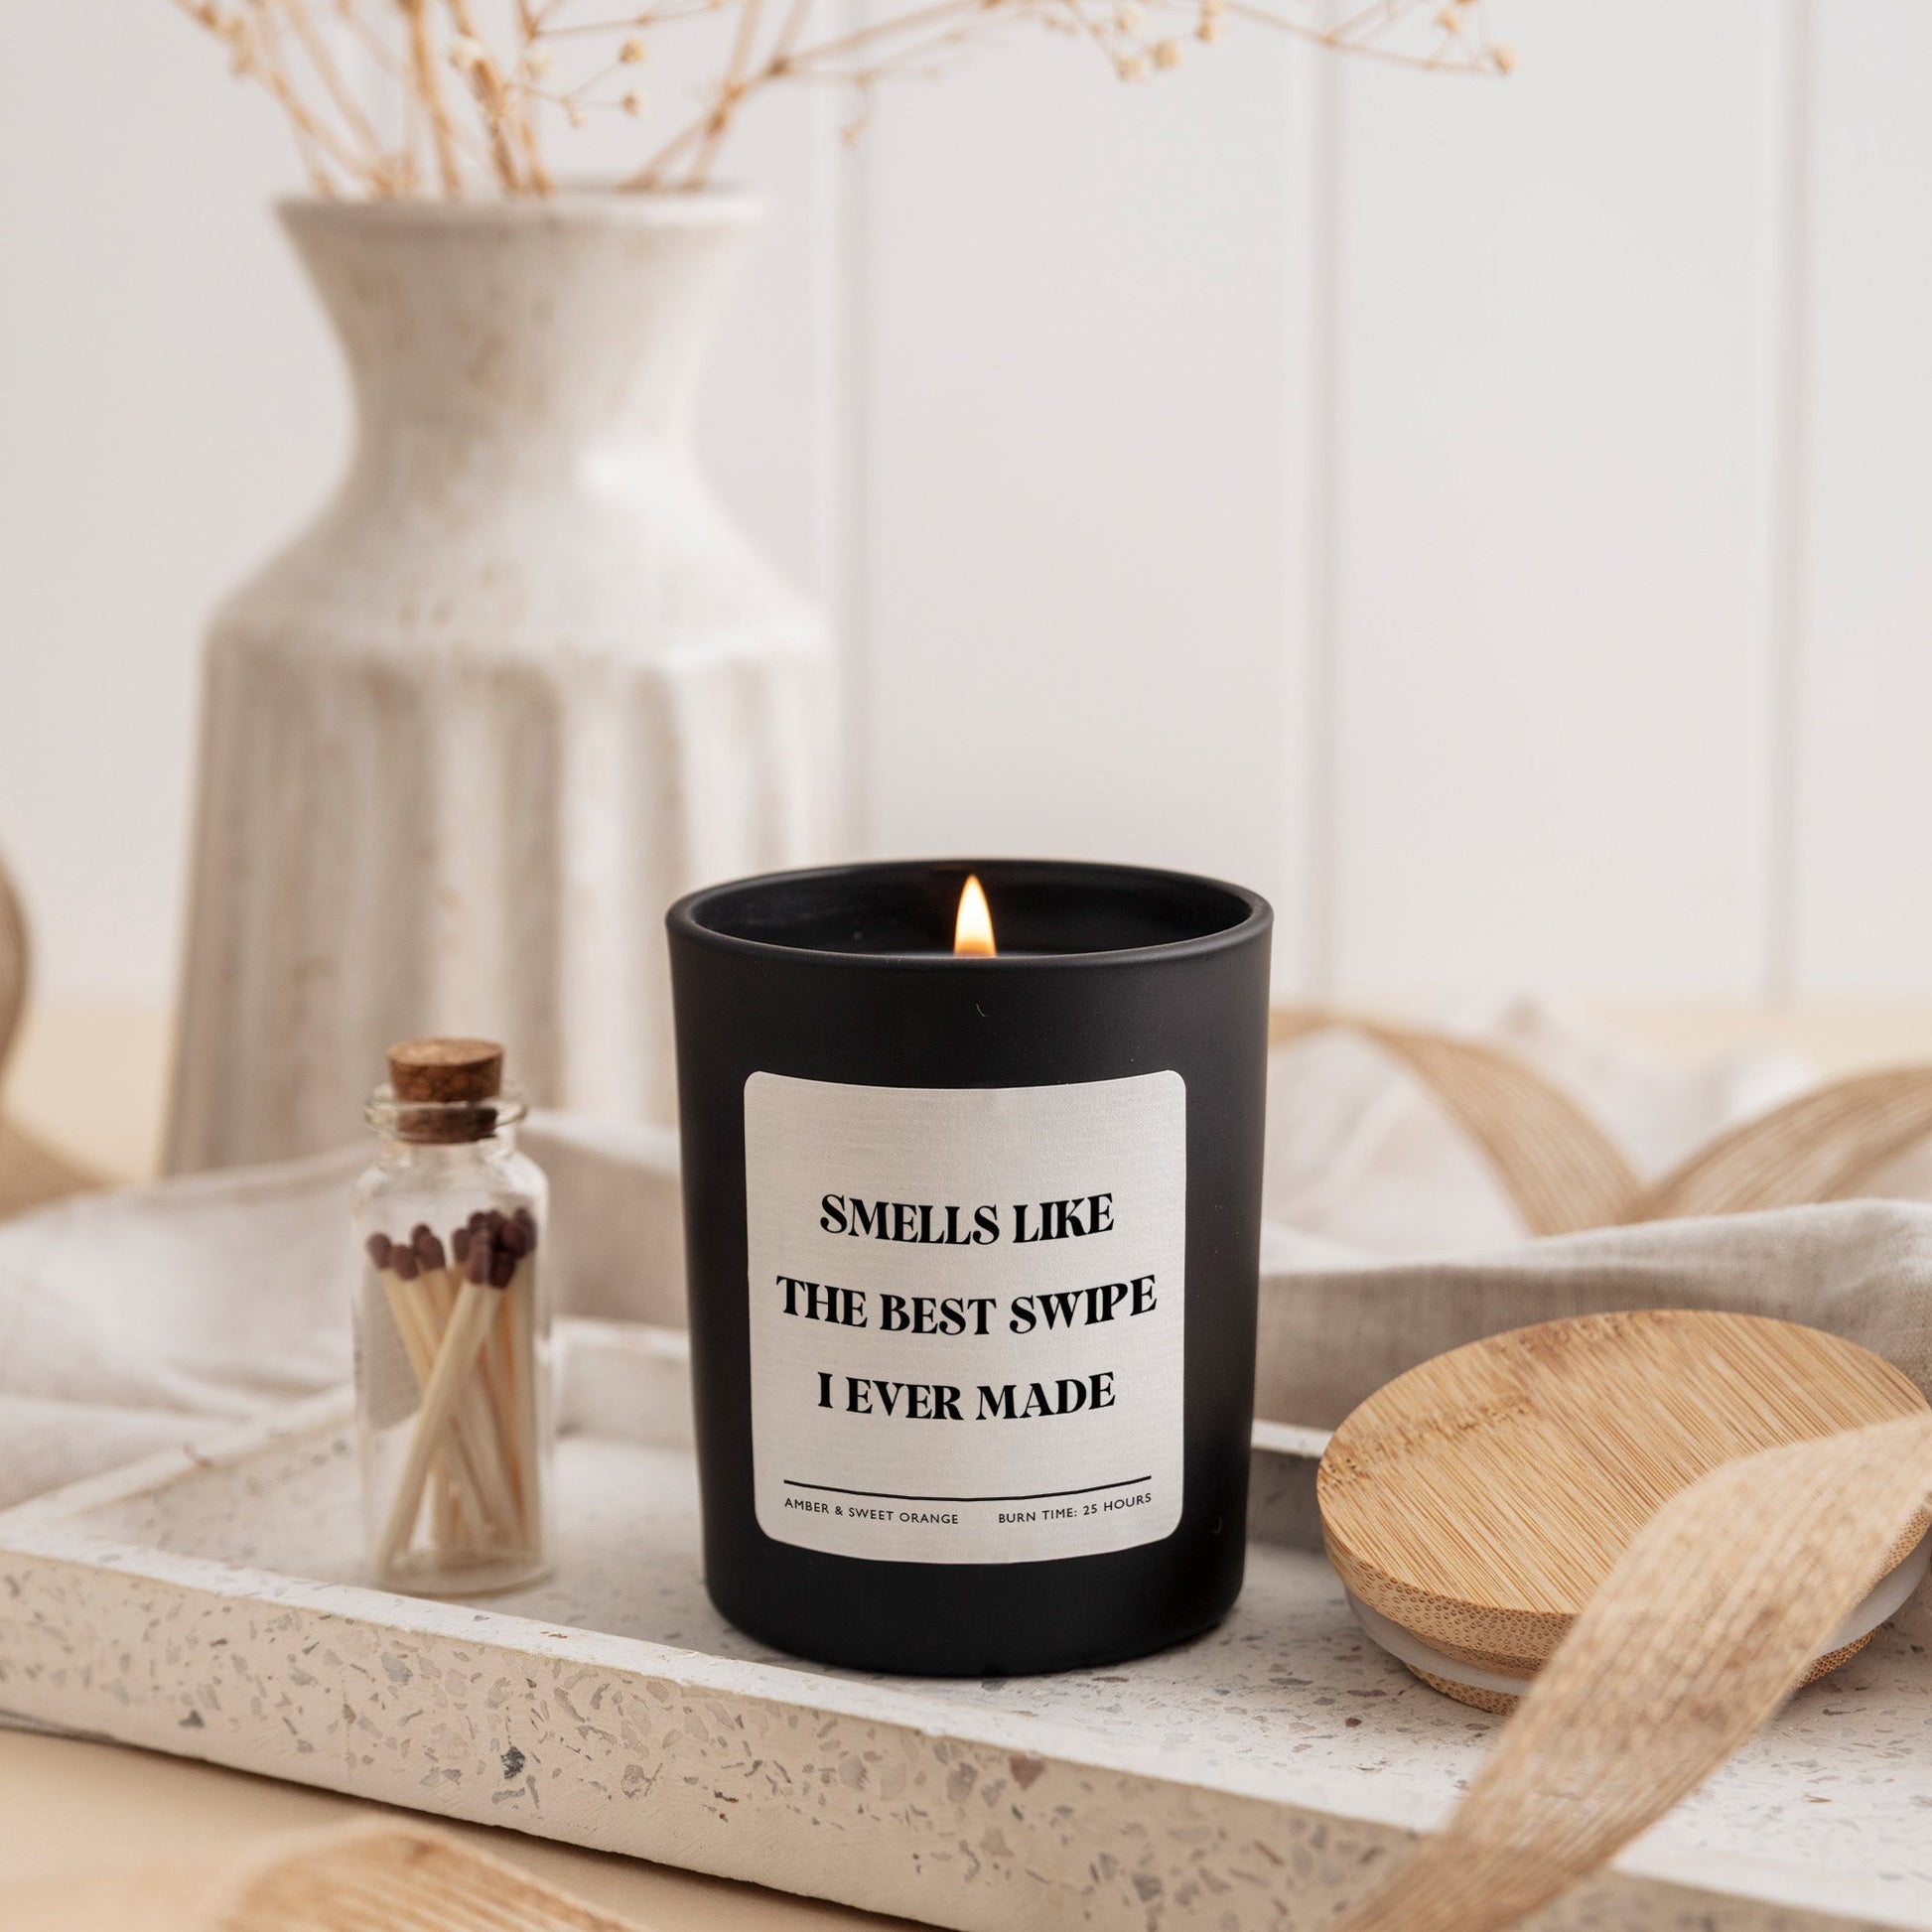 SMELLS LIKE
THE BEST SWIPE
I EVER MADE
AMBER & SWEET ORANGE BURN TIME: 25 HOURS